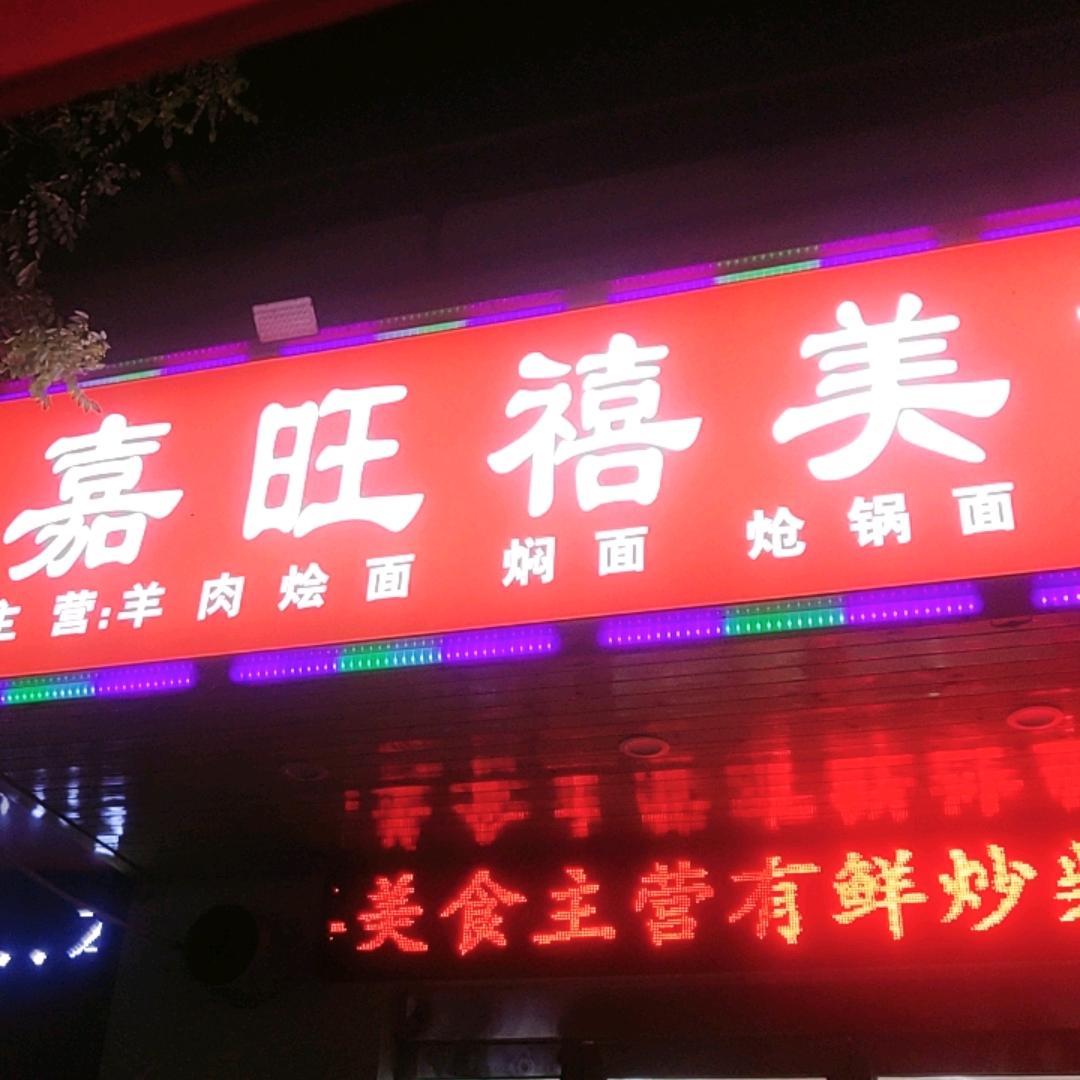 嘉旺禧美
主营:羊肉烩面 焖面 炝锅面
美食主营有鲜炒